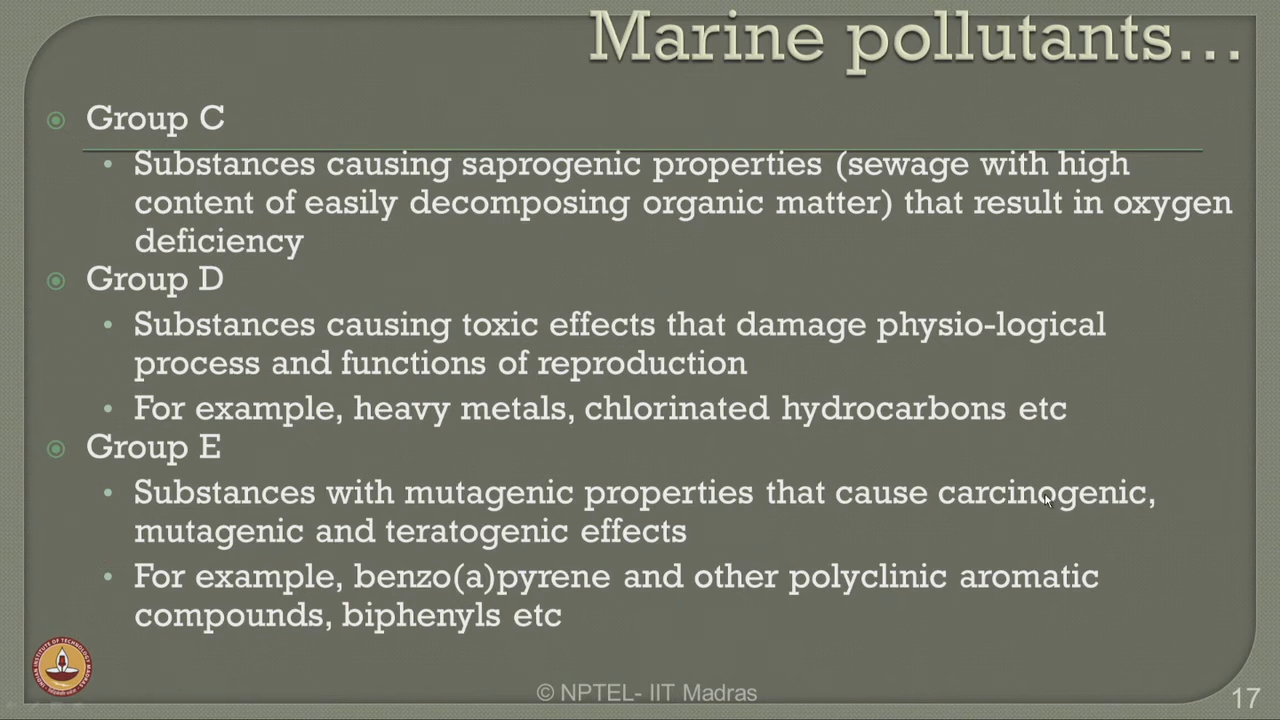 Marine pollutants...
Group C
Substances causing saprogenic properties (sewage with high
content of easily decomposing organic matter) that result in oxygen
deficiency
Group D
Substances causing toxic effects that damage physio-logical
process and functions of reproduction
For example, heavy metals, chlorinated hydrocarbons etc
Group E
Substances with mutagenic properties that cause carcinogenic,
mutagenic and teratogenic effects
For example, benzo(a)pyrene and other polyclinic aromatic
compounds, biphenyls etc
© NPTEL- IIT Madras
17